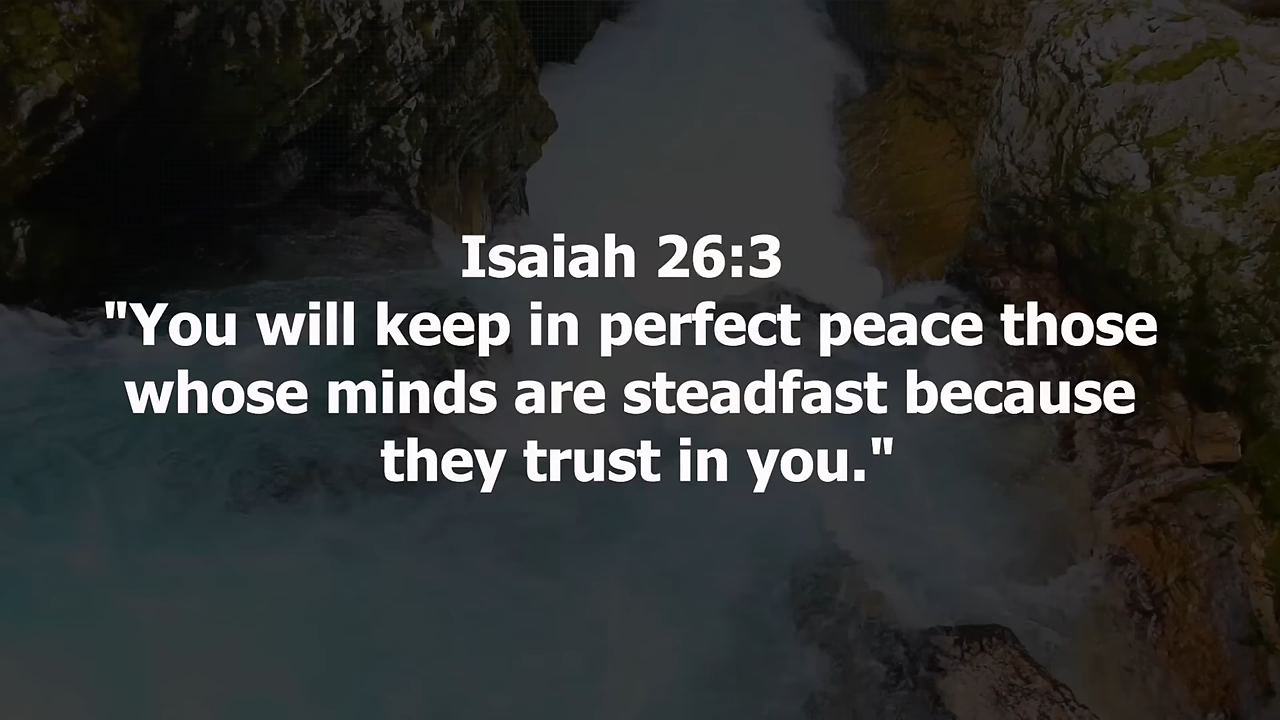 Isaiah 26:3
"You will keep in perfect peace those
whose minds are steadfast because
they trust in you."